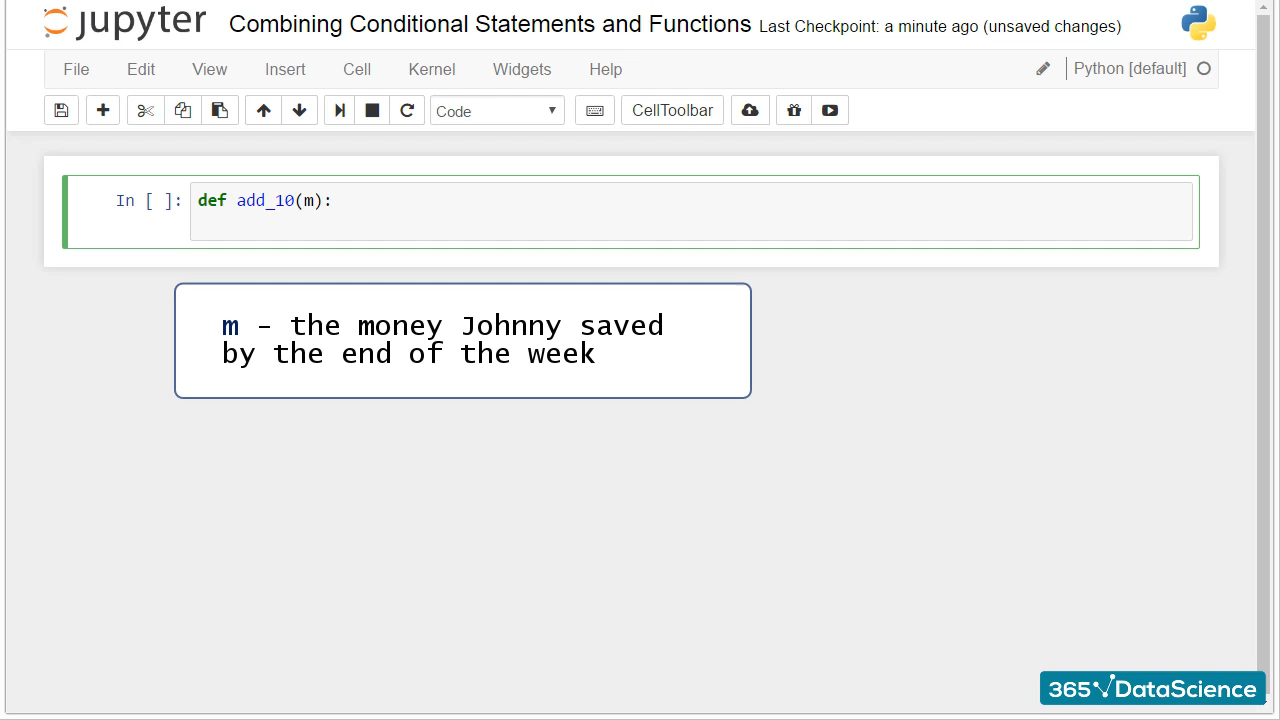 jupyter Combining Conditional Statements and Functions Last Checkpoint: a minute ago (unsaved changes)
File Edit View Insert Cell Kernel Widgets Help Python [default]
Code CellToolbar
In [ ]: def add_10(m):
m - the money Johnny saved
by the end of the week
365 DataScience